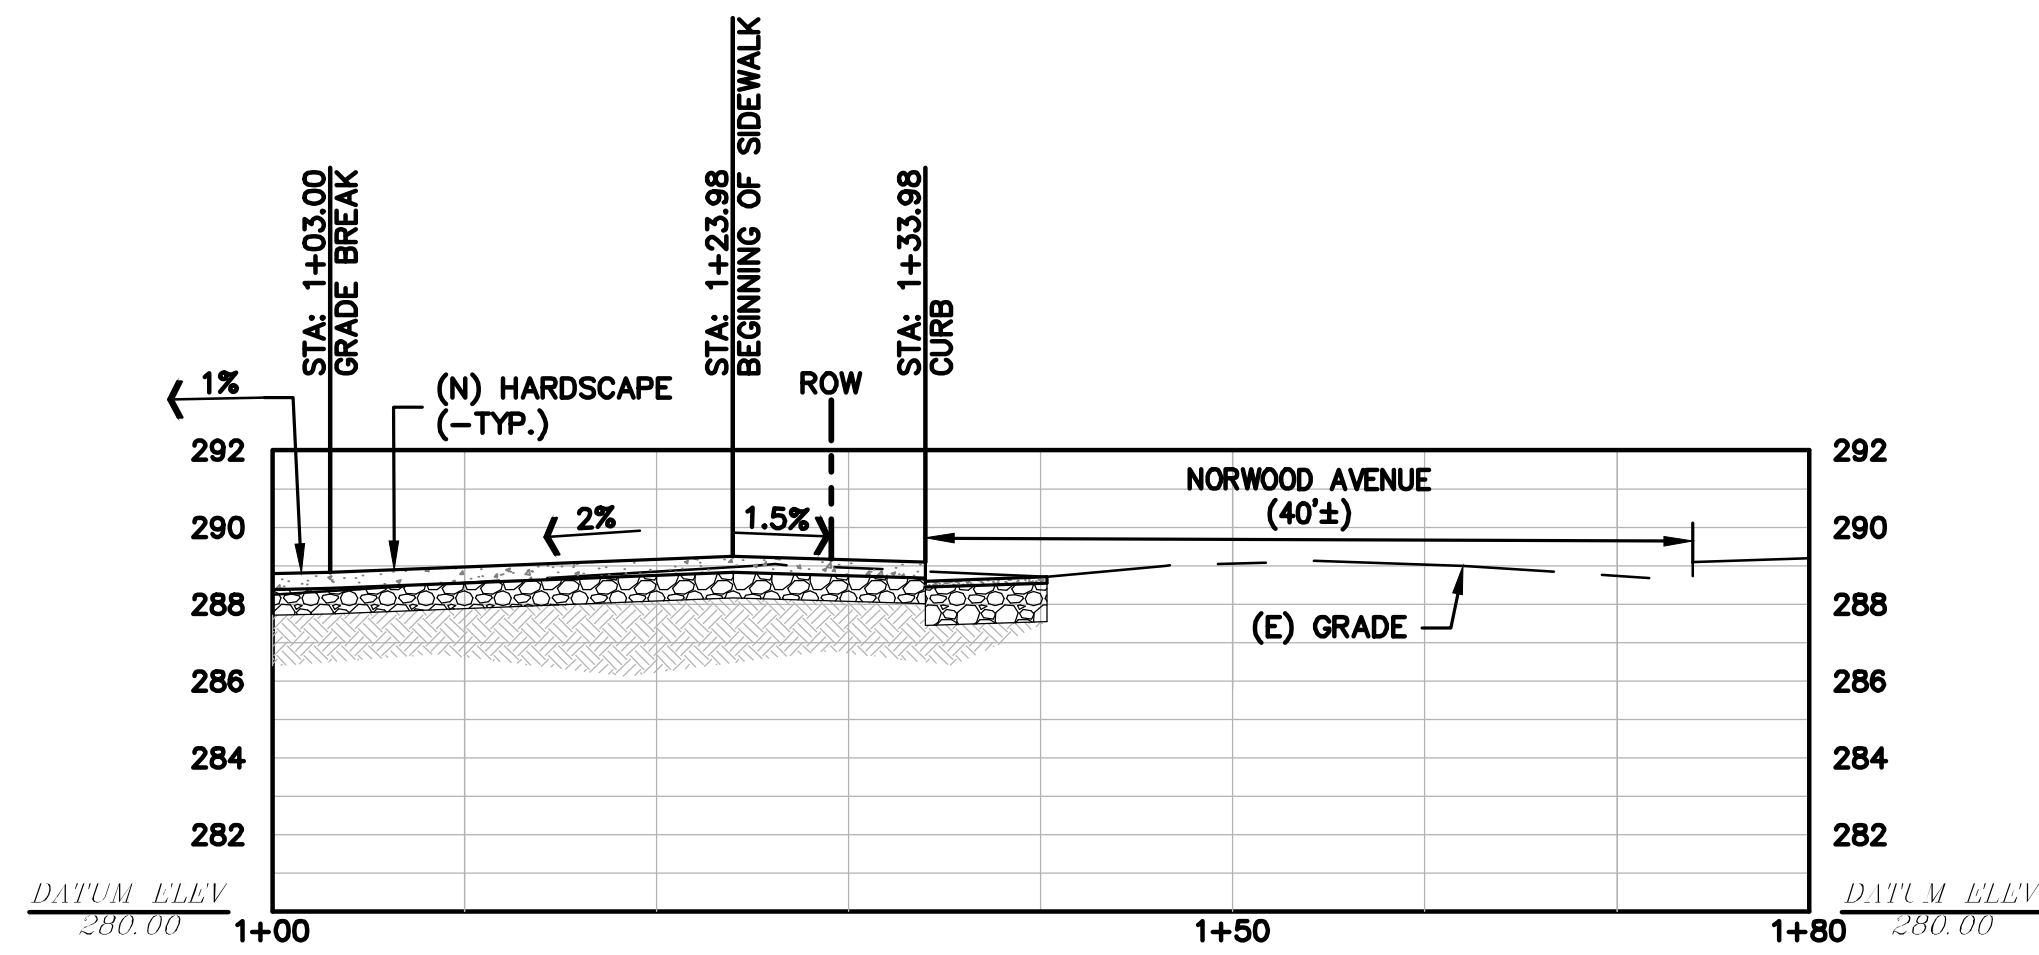 STA: 1+03.00
GRADE BREAK
STA: 1+23.98
BEGINNING OF SIDEWALK
STA: 1+33.98
CURB
1%
(N) HARDSCAPE
(-TYP.)
ROW
292
292
NORWOOD AVENUE
(40'±)
290
2%
1.5%
290
288
(E) GRADE
288
286
286
284
284
282
282
DATUM ELEV
280.00
DATUM ELEV
280.00
1+00
1+50
1+80